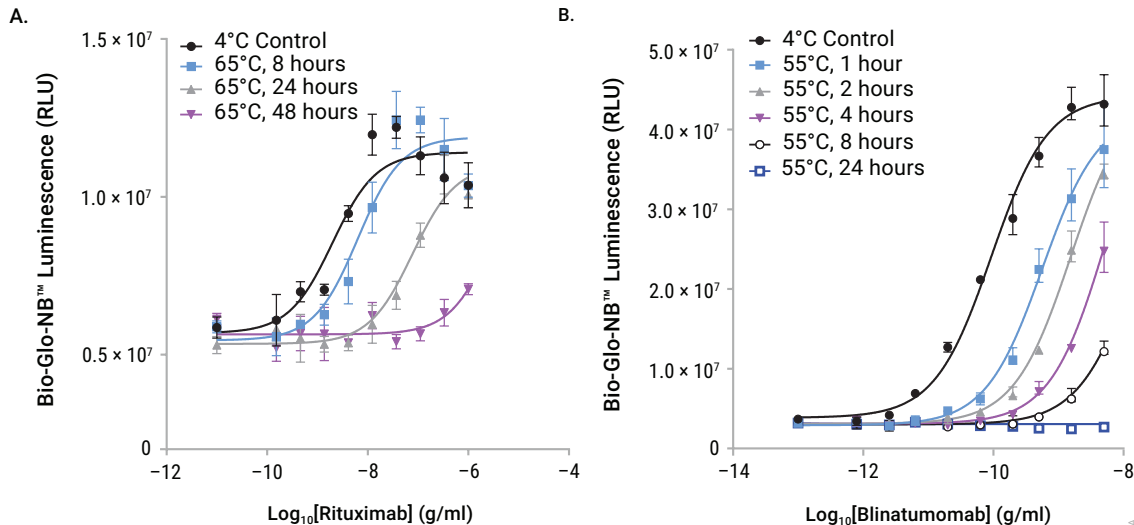 A.
Bio-Glo-NB™ Luminescence (RLU)
1.5 × 10⁷
1.0 × 10⁷
0.5 × 10⁷
0
4°C Control
65°C, 8 hours
65°C, 24 hours
65°C, 48 hours
−12
−10
−8
−6
−4
Log₁₀[Rituximab] (g/ml)
B.
Bio-Glo-NB™ Luminescence (RLU)
5.0 × 10⁷
4.0 × 10⁷
3.0 × 10⁷
2.0 × 10⁷
1.0 × 10⁷
0
4°C Control
55°C, 1 hour
55°C, 2 hours
55°C, 4 hours
55°C, 8 hours
55°C, 24 hours
−14
−12
−10
−8
Log₁₀[Blinatumomab] (g/ml)